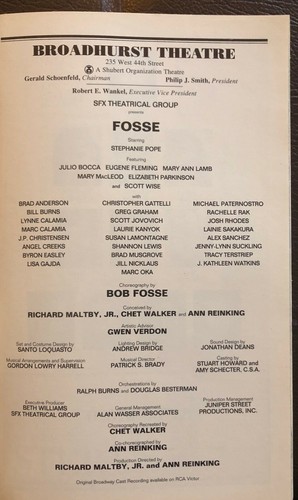 BROADHURST THEATRE
235 West 44th Street
A Shubert Organization Theatre
Gerald Schoenfeld, Chairman Philip J. Smith, President
Robert E. Wankel, Executive Vice President
SFX THEATRICAL GROUP
presents
FOSSE
Starring
STEPHANIE POPE
Featuring
JULIO BOCCA EUGENE FLEMING MARY ANN LAMB
MARY MacLEOD ELIZABETH PARKINSON
and SCOTT WISE
with
BRAD ANDERSON CHRISTOPHER GATTELLI MICHAEL PATERNOSTRO
BILL BURNS GREG GRAHAM RACHELLE RAK
LYNNE CALAMIA SCOTT JOVOVICH JOSH RHODES
MARC CALAMIA LAURIE KANYOK LAINIE SAKAKURA
J.P. CHRISTENSEN SUSAN LAMONTAGNE ALEX SANCHEZ
ANGEL CREEKS SHANNON LEWIS JENNY-LYNN SUCKLING
BYRON EASLEY BRAD MUSGROVE TRACY TERSTRIEP
LISA GAJDA JILL NICKLAUS J. KATHLEEN WATKINS
MARC OKA
Choreography by
BOB FOSSE
Conceived by
RICHARD MALTBY, JR., CHET WALKER and ANN REINKING
Artistic Advisor
GWEN VERDON
Set and Costume Design by Lighting Design by Sound Design by
SANTO LOQUASTO ANDREW BRIDGE JONATHAN DEANS
Musical Arrangements and Supervision Musical Director Casting by
GORDON LOWRY HARRELL PATRICK S. BRADY STUART HOWARD and
AMY SCHECTER, C.S.A.
Orchestrations by
RALPH BURNS and DOUGLAS BESTERMAN
Executive Producer General Management Production Management
BETH WILLIAMS ALAN WASSER ASSOCIATES JUNIPER STREET
SFX THEATRICAL GROUP PRODUCTIONS, INC.
Choreography Recreated by
CHET WALKER
Co-choreographed by
ANN REINKING
Production Directed by
RICHARD MALTBY, JR. and ANN REINKING
Original Broadway Cast Recording available on RCA Victor